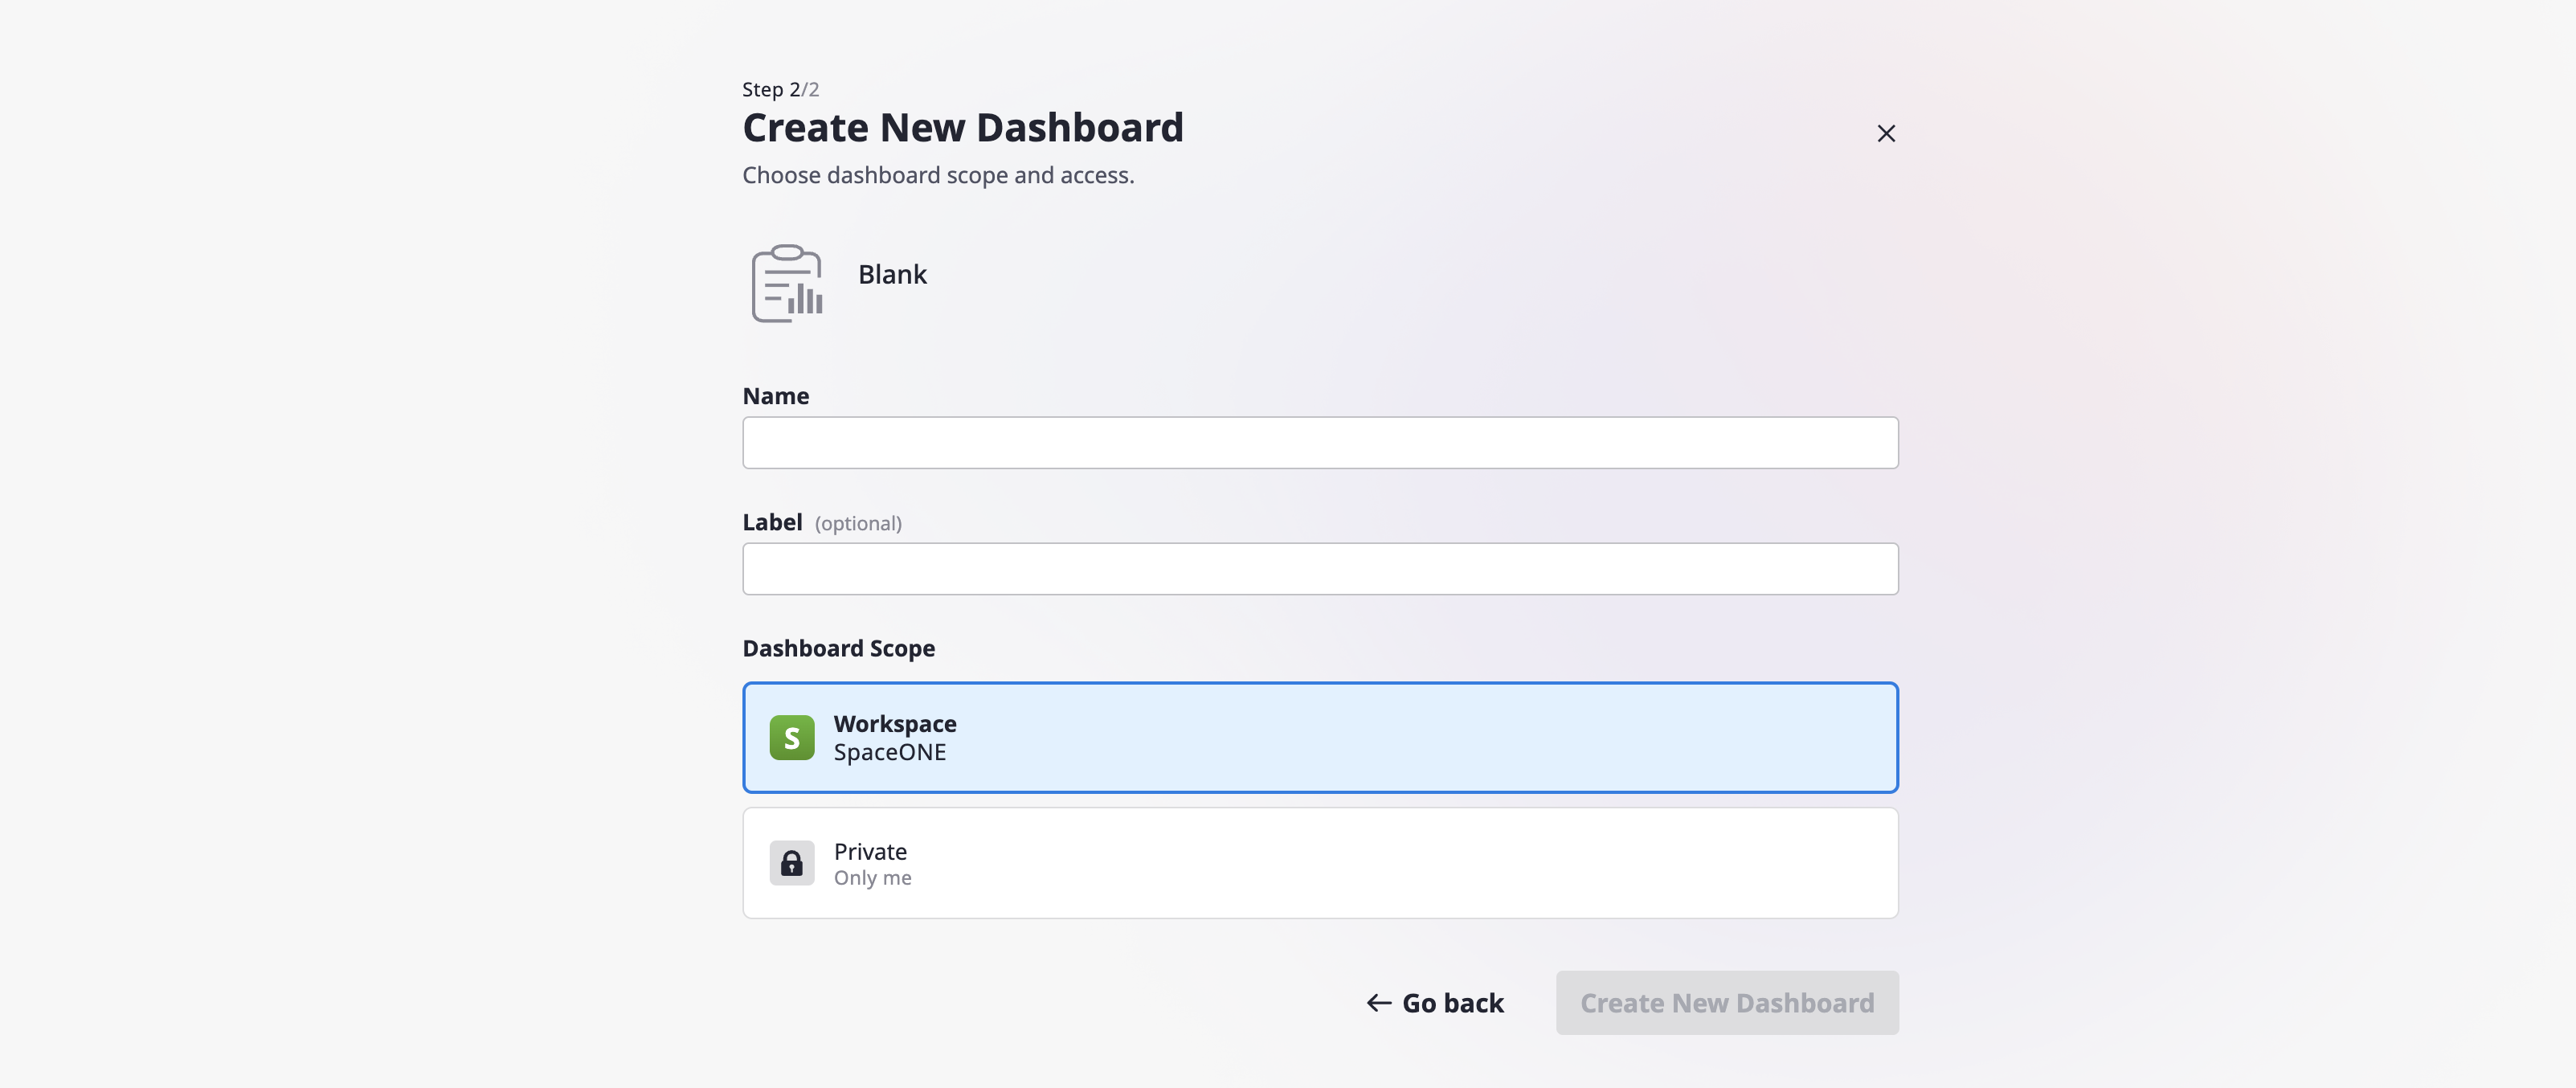 Step 2/2
Create New Dashboard
Choose dashboard scope and access.
Blank
Name
Label (optional)
Dashboard Scope
S
Workspace
SpaceONE
Private
Only me
Go back
Create New Dashboard